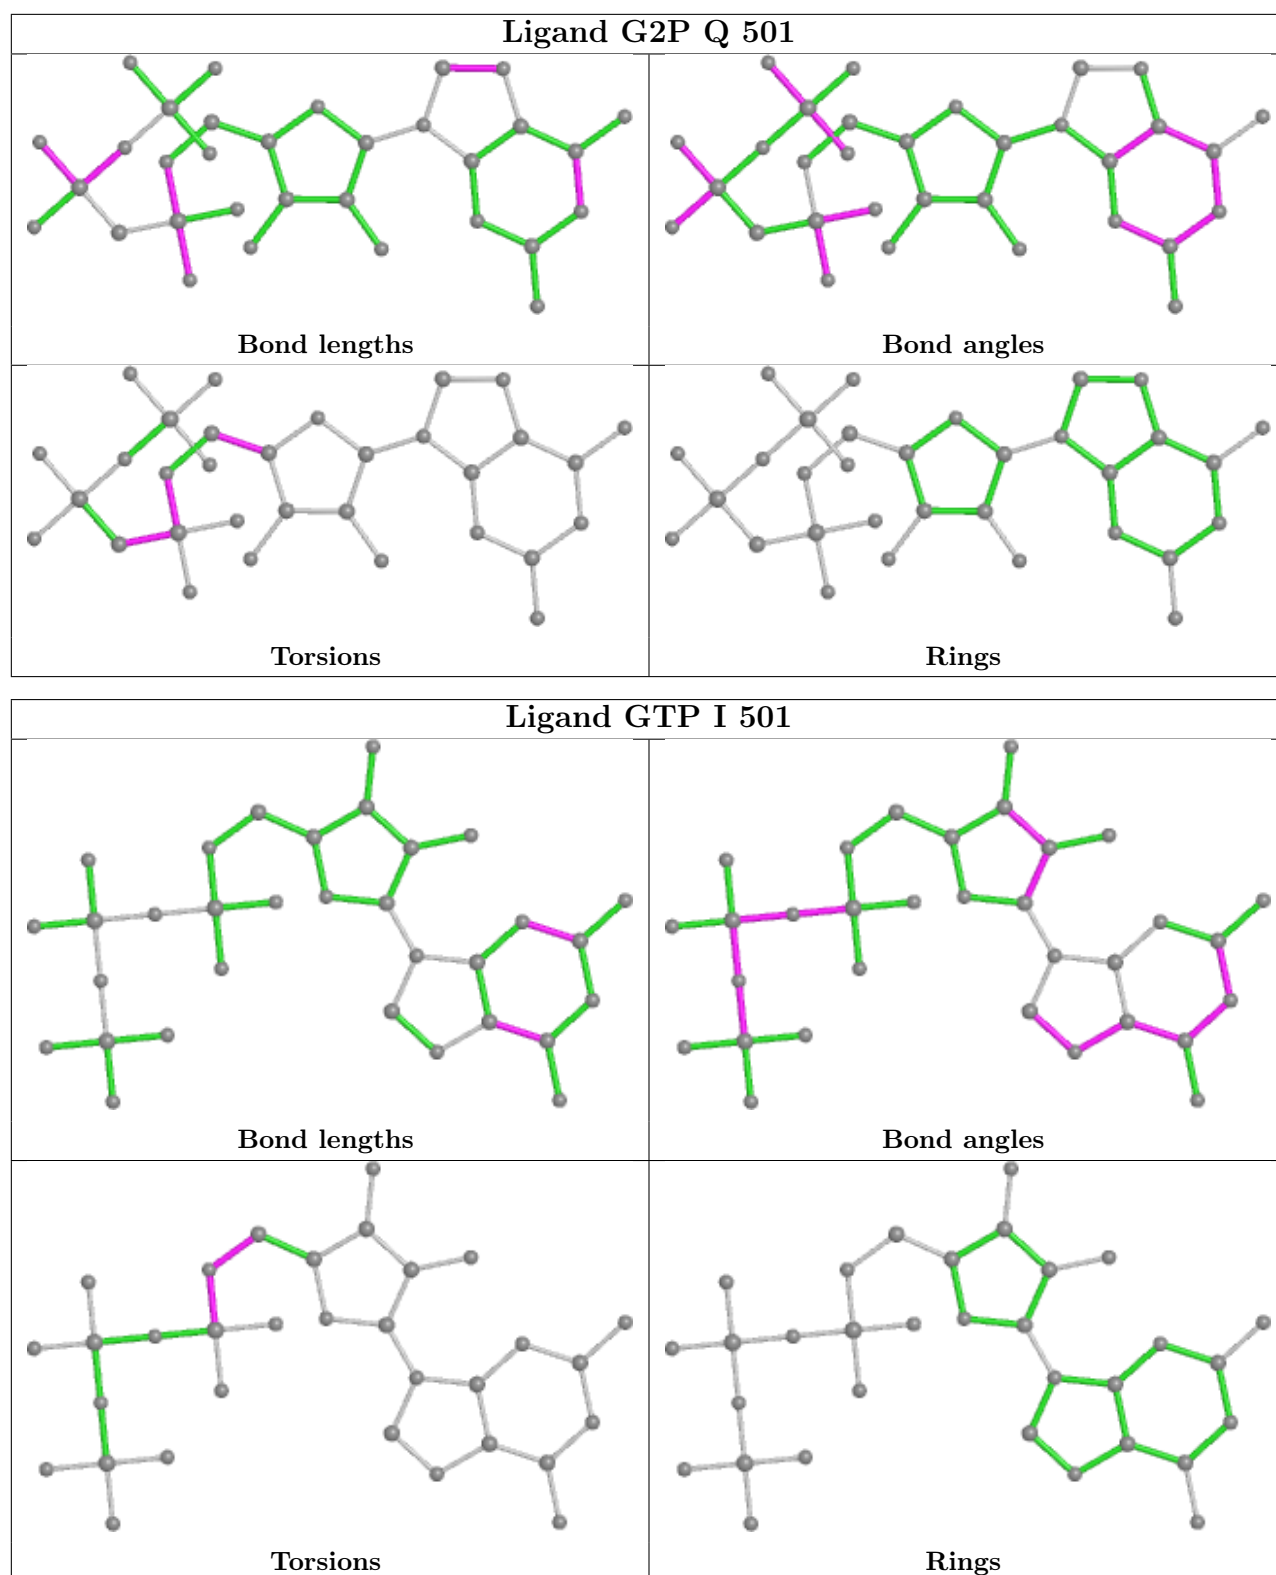 Ligand G2P Q 501
Bond lengths
Bond angles
Torsions
Rings
Ligand GTP I 501
Bond lengths
Bond angles
Torsions
Rings